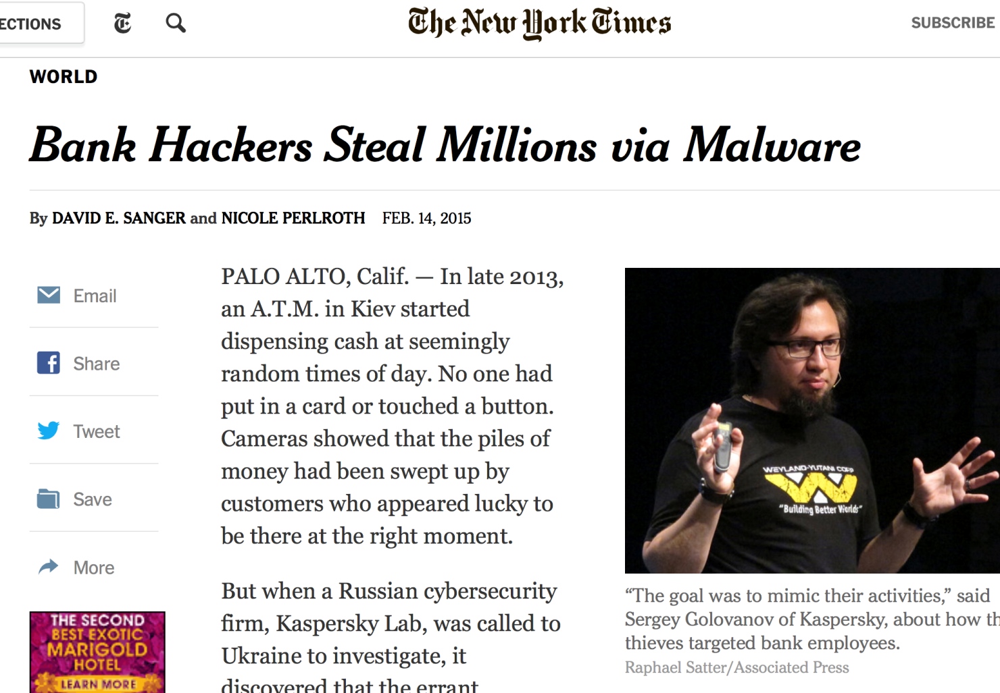 ECTIONS
The New York Times
SUBSCRIBE
WORLD
Bank Hackers Steal Millions via Malware
By DAVID E. SANGER and NICOLE PERLROTH FEB. 14, 2015
Email
Share
Tweet
Save
More
THE SECOND
BEST EXOTIC
MARIGOLD
HOTEL
LEARN MORE
PALO ALTO, Calif. — In late 2013,
an A.T.M. in Kiev started
dispensing cash at seemingly
random times of day. No one had
put in a card or touched a button.
Cameras showed that the piles of
money had been swept up by
customers who appeared lucky to
be there at the right moment.
But when a Russian cybersecurity
firm, Kaspersky Lab, was called to
Ukraine to investigate, it
discovered that the errant
WEYLAND-YUTANI CORP
"Building Better Worlds"
“The goal was to mimic their activities,” said
Sergey Golovanov of Kaspersky, about how th
thieves targeted bank employees.
Raphael Satter/Associated Press